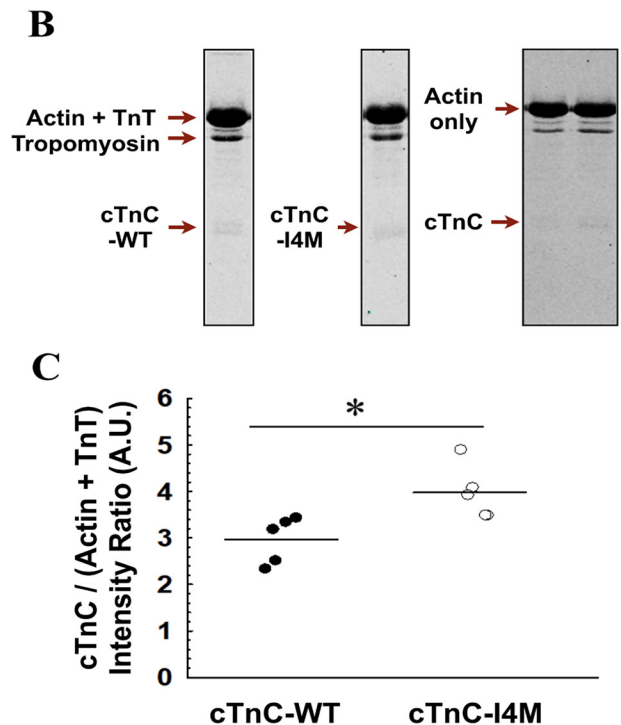 B
Actin + TnT
Tropomyosin
cTnC
-WT
cTnC
-I4M
Actin
only
cTnC
C
cTnC / (Actin + TnT)
Intensity Ratio (A.U.)
6
5
4
3
2
1
0
*
cTnC-WT
cTnC-I4M